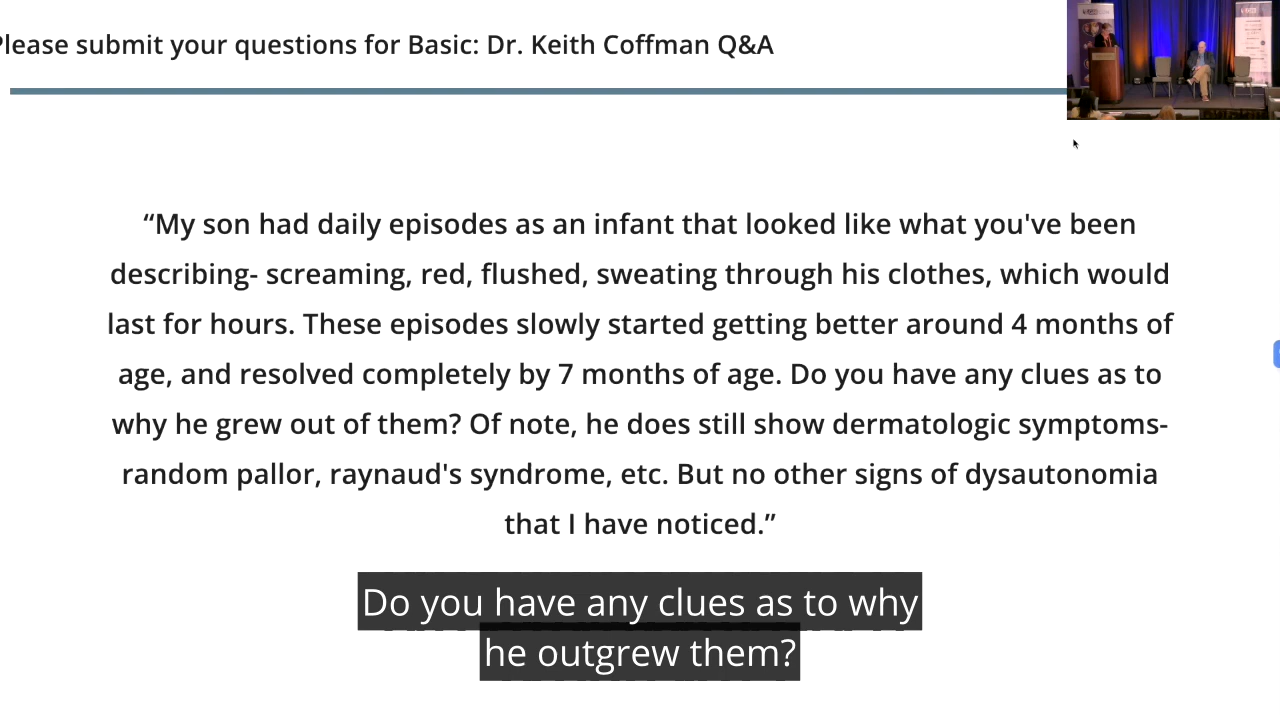 Please submit your questions for Basic: Dr. Keith Coffman Q&A
“My son had daily episodes as an infant that looked like what you've been
describing- screaming, red, flushed, sweating through his clothes, which would
last for hours. These episodes slowly started getting better around 4 months of
age, and resolved completely by 7 months of age. Do you have any clues as to
why he grew out of them? Of note, he does still show dermatologic symptoms-
random pallor, raynaud's syndrome, etc. But no other signs of dysautonomia
that I have noticed.”
Do you have any clues as to why
he outgrew them?